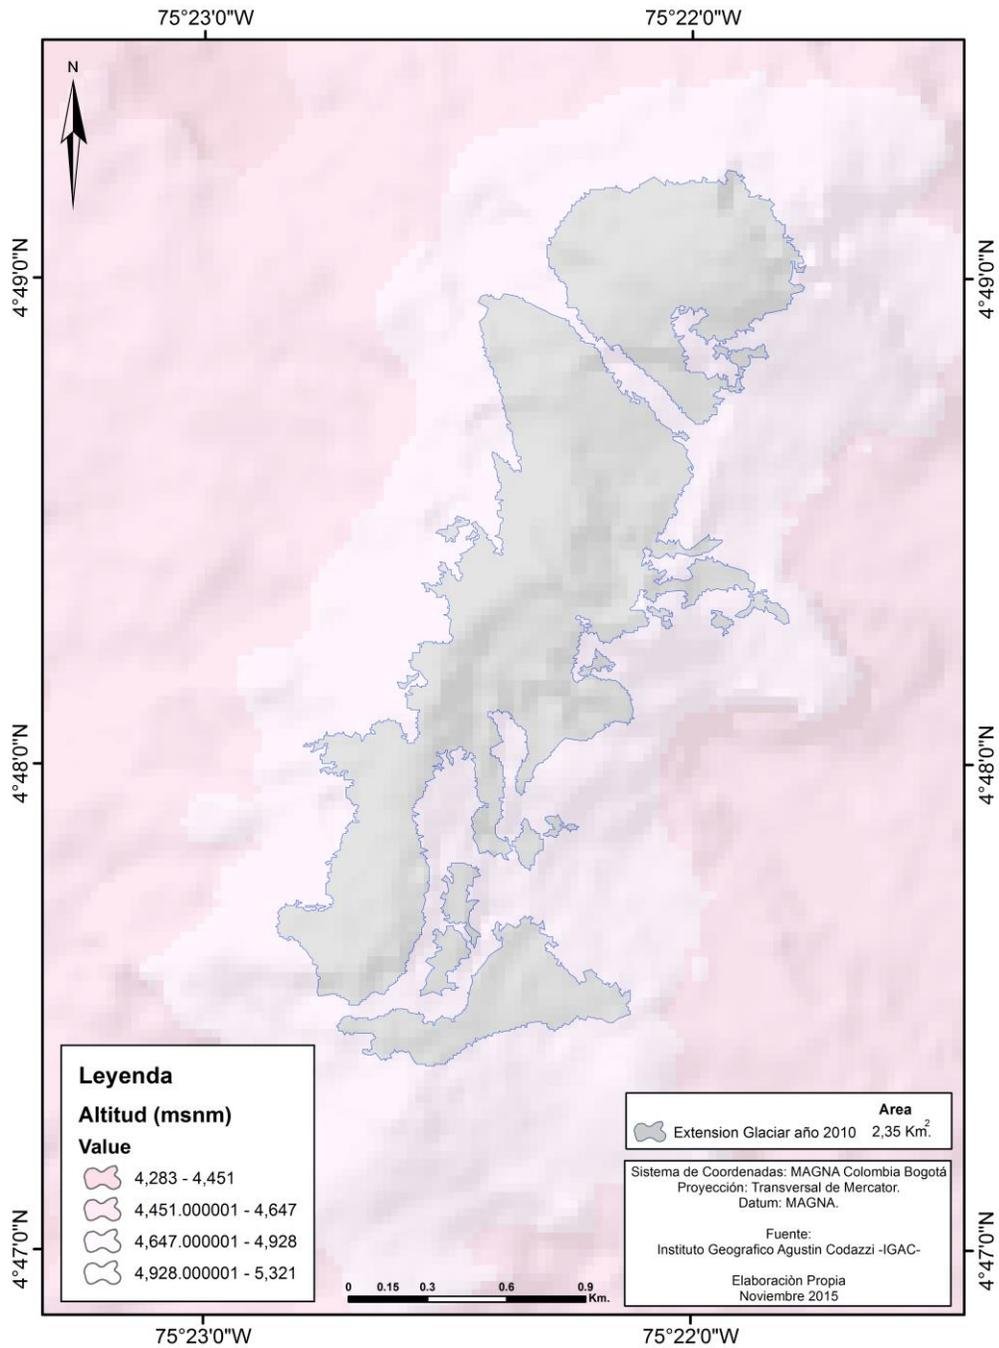 75°23'0"W
75°22'0"W
N
4°49'0"N
4°49'0"N
4°48'0"N
4°48'0"N
4°47'0"N
4°47'0"N
Leyenda
Altitud (msnm)
Value
4,283 - 4,451
4,451.000001 - 4,647
4,647.000001 - 4,928
4,928.000001 - 5,321
0 0.15 0.3 0.6 0.9
Km.
Area
Extension Glaciar año 2010 2,35 Km².
Sistema de Coordenadas: MAGNA Colombia Bogotá
Proyección: Transversal de Mercator.
Datum: MAGNA.
Fuente:
Instituto Geografico Agustin Codazzi -IGAC-
Elaboraciòn Propia
Noviembre 2015
75°23'0"W
75°22'0"W